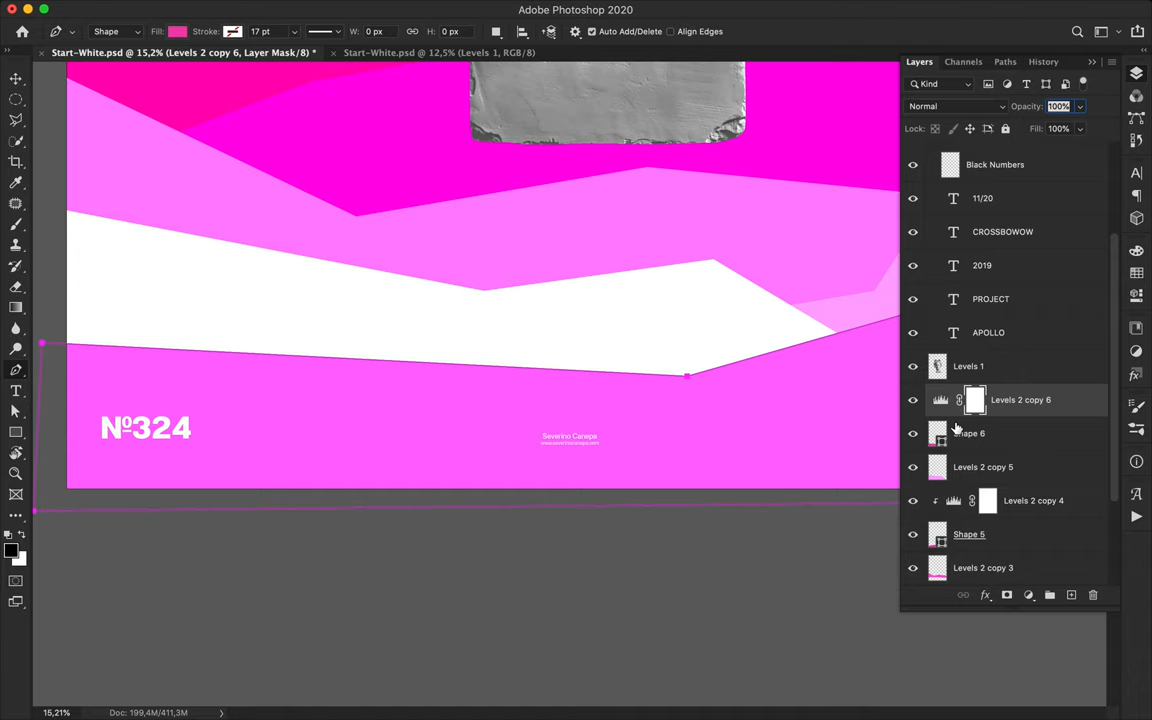 Adobe Photoshop 2020
Shape Fill: Stroke: 17 pt W: 0 px H: 0 px Auto Add/Delete Align Edges
Start-White.psd @ 15,2% (Levels 2 copy 6, Layer Mask/8) * Start-White.psd @ 12,5% (Levels 1, RGB/8)
Layers Channels Paths History
Kind
Normal Opacity: 100%
Lock: Fill: 100%
Black Numbers
11/20
CROSSBOWOW
2019
PROJECT
APOLLO
Levels 1
Levels 2 copy 6
Shape 6
Levels 2 copy 5
Levels 2 copy 4
Shape 5
Levels 2 copy 3
№324
Severino Canepa
www.severinocanepa.com
15,21% Doc: 199,4M/411,3M